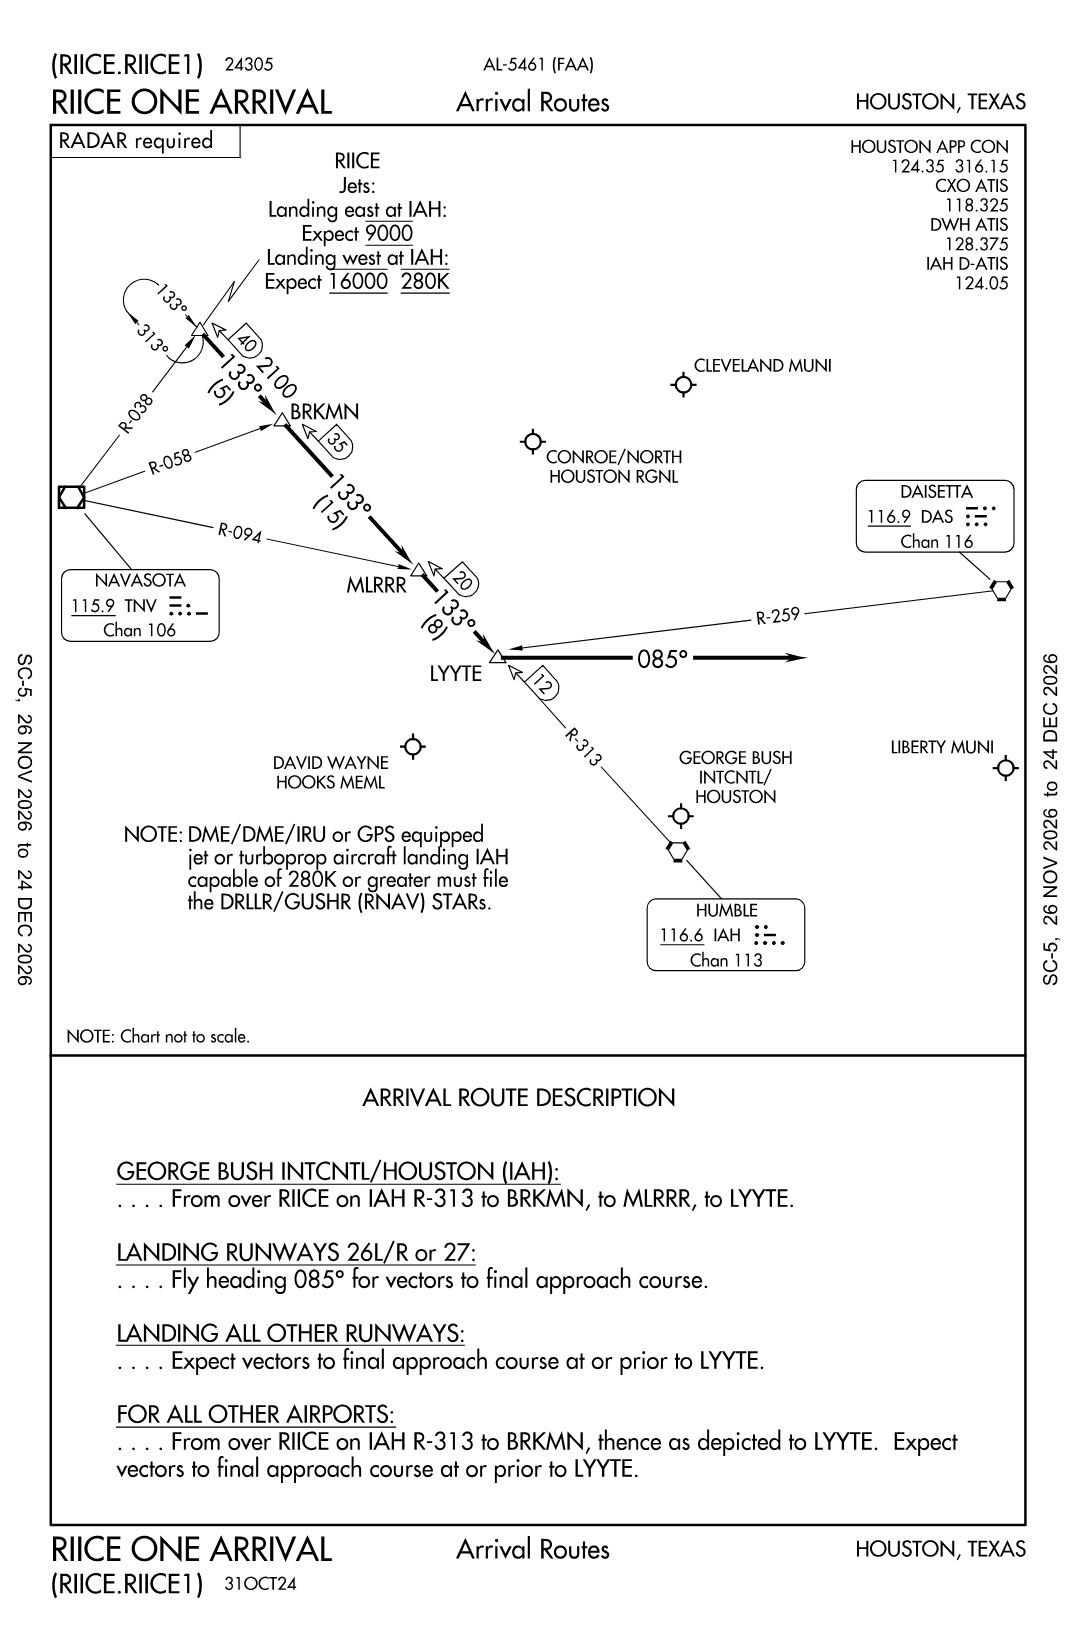 (RIICE.RIICE1) 24305
AL-5461 (FAA)
RIICE ONE ARRIVAL
Arrival Routes
HOUSTON, TEXAS
RADAR required
HOUSTON APP CON
124.35 316.15
CXO ATIS
118.325
DWH ATIS
128.375
IAH D-ATIS
124.05
RIICE
Jets:
Landing east at IAH:
Expect 9000
Landing west at IAH:
Expect 16000 280K
133°
313°
40
2100
133°
(5)
R-038
BRKMN
35
R-058
133°
(15)
R-094
CLEVELAND MUNI
CONROE/NORTH
HOUSTON RGNL
DAISETTA
116.9 DAS
Chan 116
NAVASOTA
115.9 TNV
Chan 106
MLRRR
20
133°
(8)
R-259
LYYTE
085°
12
R-313
DAVID WAYNE
HOOKS MEML
GEORGE BUSH
INTCNTL/
HOUSTON
LIBERTY MUNI
NOTE: DME/DME/IRU or GPS equipped
jet or turboprop aircraft landing IAH
capable of 280K or greater must file
the DRLLR/GUSHR (RNAV) STARs.
HUMBLE
116.6 IAH
Chan 113
NOTE: Chart not to scale.
SC-5, 26 NOV 2026 to 24 DEC 2026
SC-5, 26 NOV 2026 to 24 DEC 2026
ARRIVAL ROUTE DESCRIPTION
GEORGE BUSH INTCNTL/HOUSTON (IAH):
. . . . From over RIICE on IAH R-313 to BRKMN, to MLRRR, to LYYTE.
LANDING RUNWAYS 26L/R or 27:
. . . . Fly heading 085° for vectors to final approach course.
LANDING ALL OTHER RUNWAYS:
. . . . Expect vectors to final approach course at or prior to LYYTE.
FOR ALL OTHER AIRPORTS:
. . . . From over RIICE on IAH R-313 to BRKMN, thence as depicted to LYYTE. Expect
vectors to final approach course at or prior to LYYTE.
RIICE ONE ARRIVAL
Arrival Routes
HOUSTON, TEXAS
(RIICE.RIICE1) 31OCT24